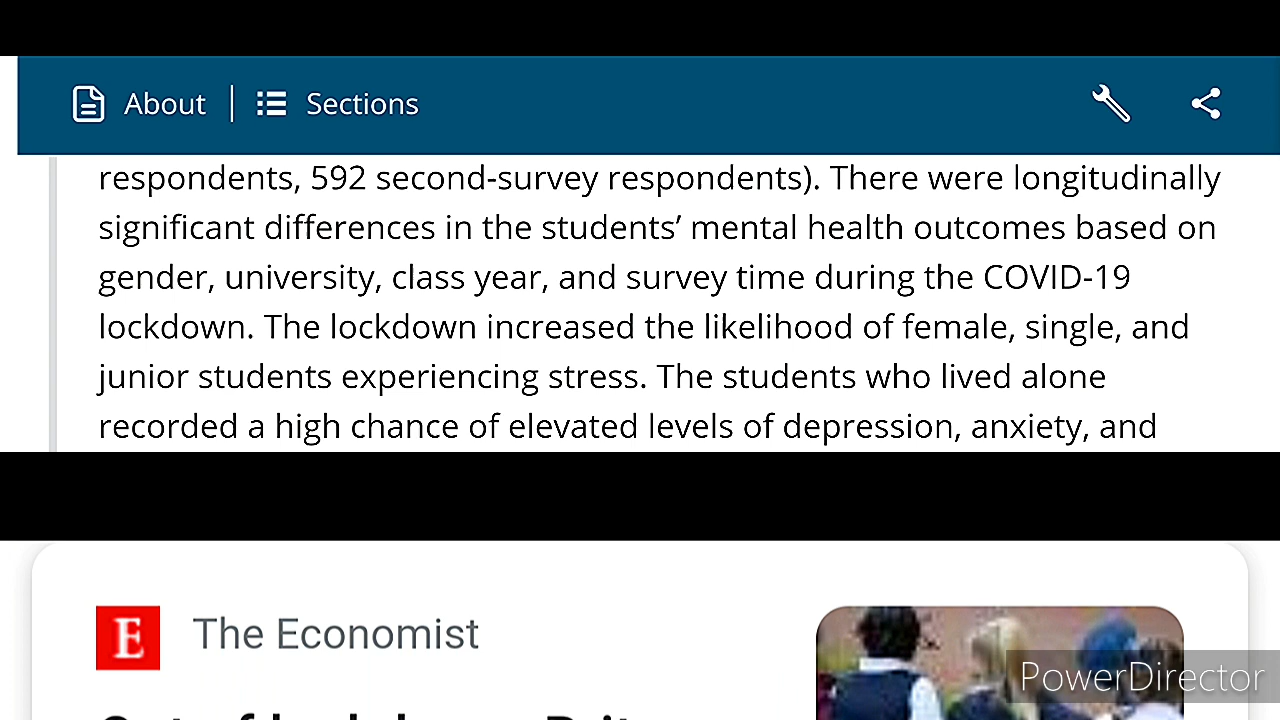 About | Sections
respondents, 592 second-survey respondents). There were longitudinally
significant differences in the students’ mental health outcomes based on
gender, university, class year, and survey time during the COVID-19
lockdown. The lockdown increased the likelihood of female, single, and
junior students experiencing stress. The students who lived alone
recorded a high chance of elevated levels of depression, anxiety, and
E The Economist
PowerDirector